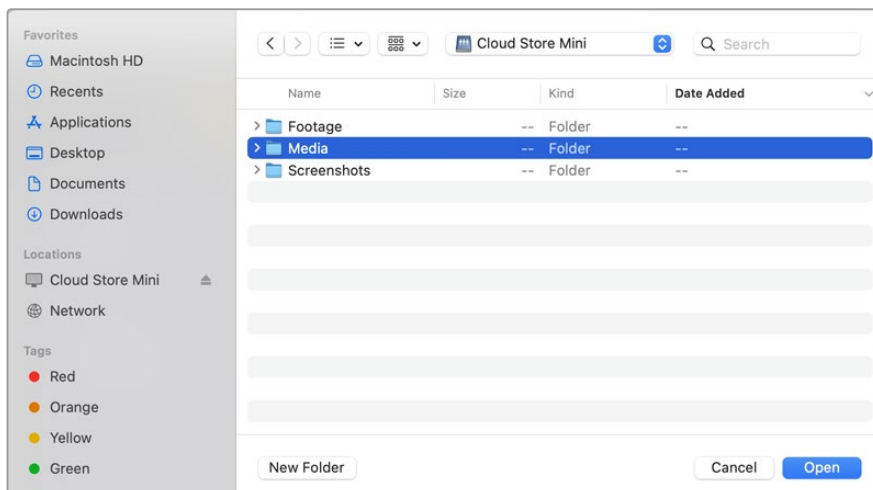 Favorites
Macintosh HD
Recents
Applications
Desktop
Documents
Downloads
Locations
Cloud Store Mini
Network
Tags
Red
Orange
Yellow
Green
Cloud Store Mini
Search
Name Size Kind Date Added
Footage -- Folder --
Media -- Folder --
Screenshots -- Folder --
New Folder Cancel Open